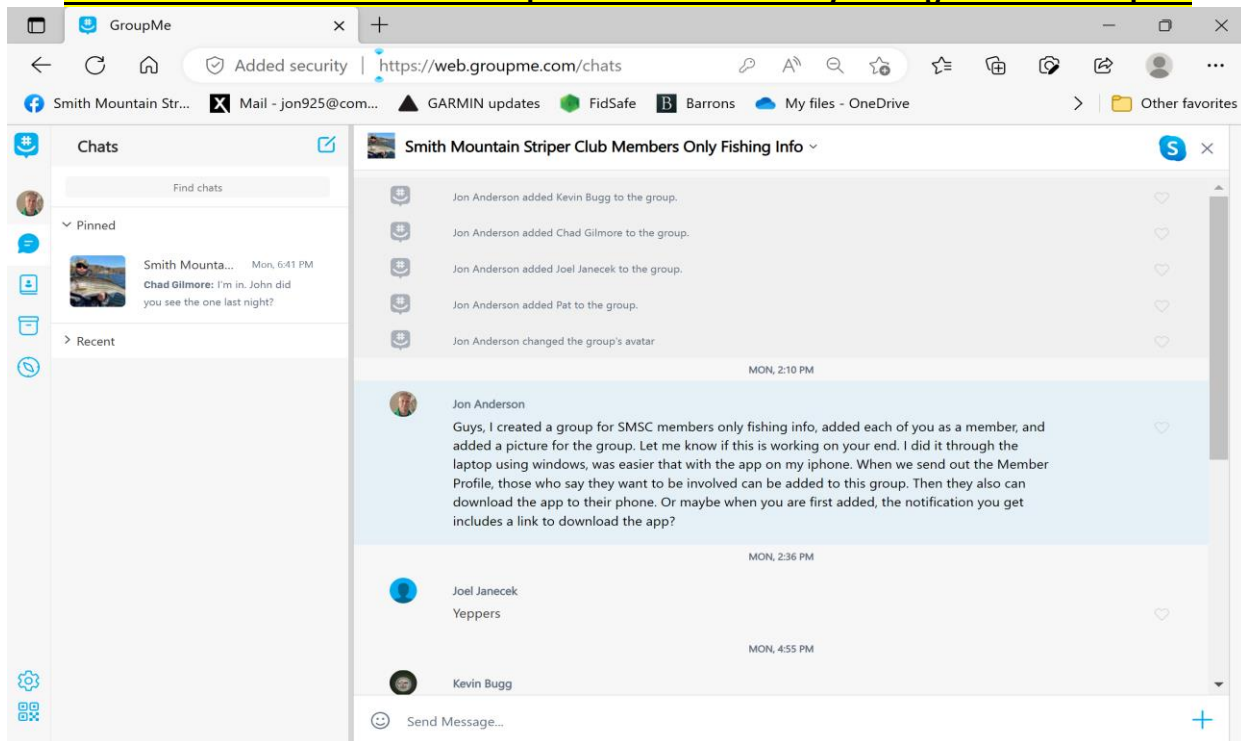 GroupMe
Added security
https://web.groupme.com/chats
Smith Mountain Str...
Mail - jon925@com...
GARMIN updates
FidSafe
B Barrons
My files - OneDrive
Other favorites
Chats
Find chats
Pinned
Smith Mounta... Mon, 6:41 PM
Chad Gilmore: I'm in. John did
you see the one last night?
Recent
Smith Mountain Striper Club Members Only Fishing Info
Jon Anderson added Kevin Bugg to the group.
Jon Anderson added Chad Gilmore to the group.
Jon Anderson added Joel Janecek to the group.
Jon Anderson added Pat to the group.
Jon Anderson changed the group's avatar
MON, 2:10 PM
Jon Anderson
Guys, I created a group for SMSC members only fishing info, added each of you as a member, and
added a picture for the group. Let me know if this is working on your end. I did it through the
laptop using windows, was easier that with the app on my iphone. When we send out the Member
Profile, those who say they want to be involved can be added to this group. Then they also can
download the app to their phone. Or maybe when you are first added, the notification you get
includes a link to download the app?
MON, 2:36 PM
Joel Janecek
Yeppers
MON, 4:55 PM
Kevin Bugg
Send Message...